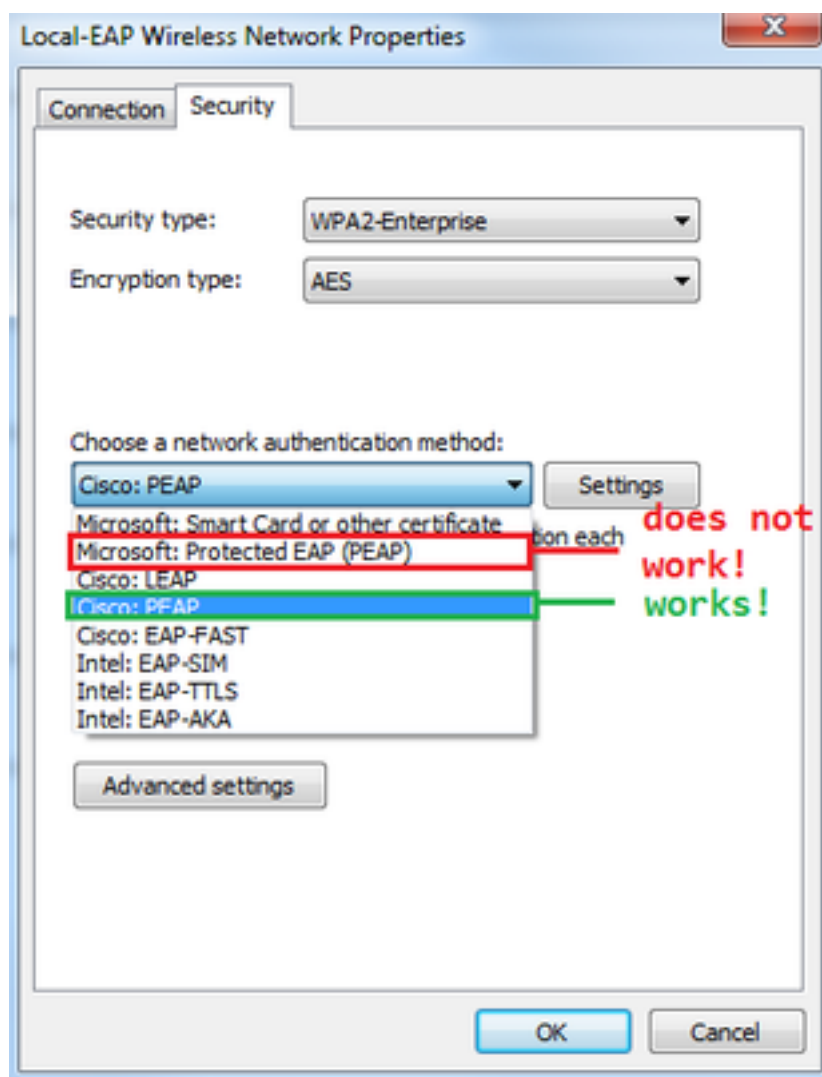 Local-EAP Wireless Network Properties
Connection
Security
Security type:
WPA2-Enterprise
Encryption type:
AES
Choose a network authentication method:
Cisco: PEAP
Settings
Microsoft: Smart Card or other certificate
tion each
does not
Microsoft: Protected EAP (PEAP)
work!
Cisco: LEAP
Cisco: PEAP
works!
Cisco: EAP-FAST
Intel: EAP-SIM
Intel: EAP-TTLS
Intel: EAP-AKA
Advanced settings
OK
Cancel